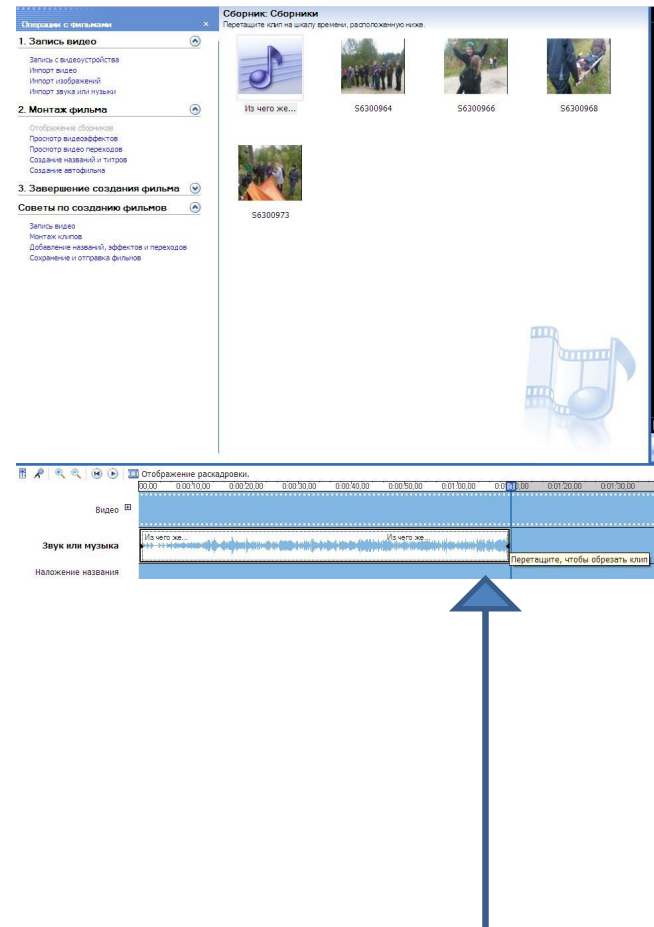 Операции с фильмами ×
1. Запись видео
Запись с видеоустройства
Импорт видео
Импорт изображений
Импорт звука или музыки
2. Монтаж фильма
Отображение сборников
Просмотр видеоэффектов
Просмотр видео переходов
Создание названий и титров
Создание автофильма
3. Завершение создания фильма
Советы по созданию фильмов
Запись видео
Монтаж клипов
Добавление названий, эффектов и переходов
Сохранение и отправка фильмов
Сборник: Сборники
Перетащите клип на шкалу времени, расположенную ниже.
Из чего же...
S6300964
S6300966
S6300968
S6300973
Отображение раскадровки.
00,00 0:00:10,00 0:00:20,00 0:00:30,00 0:00:40,00 0:00:50,00 0:01:00,00 0:01:20,00 0:01:30,00
Видео
Звук или музыка
Из чего же...
Из чего же...
Перетащите, чтобы обрезать клип
Наложение названия